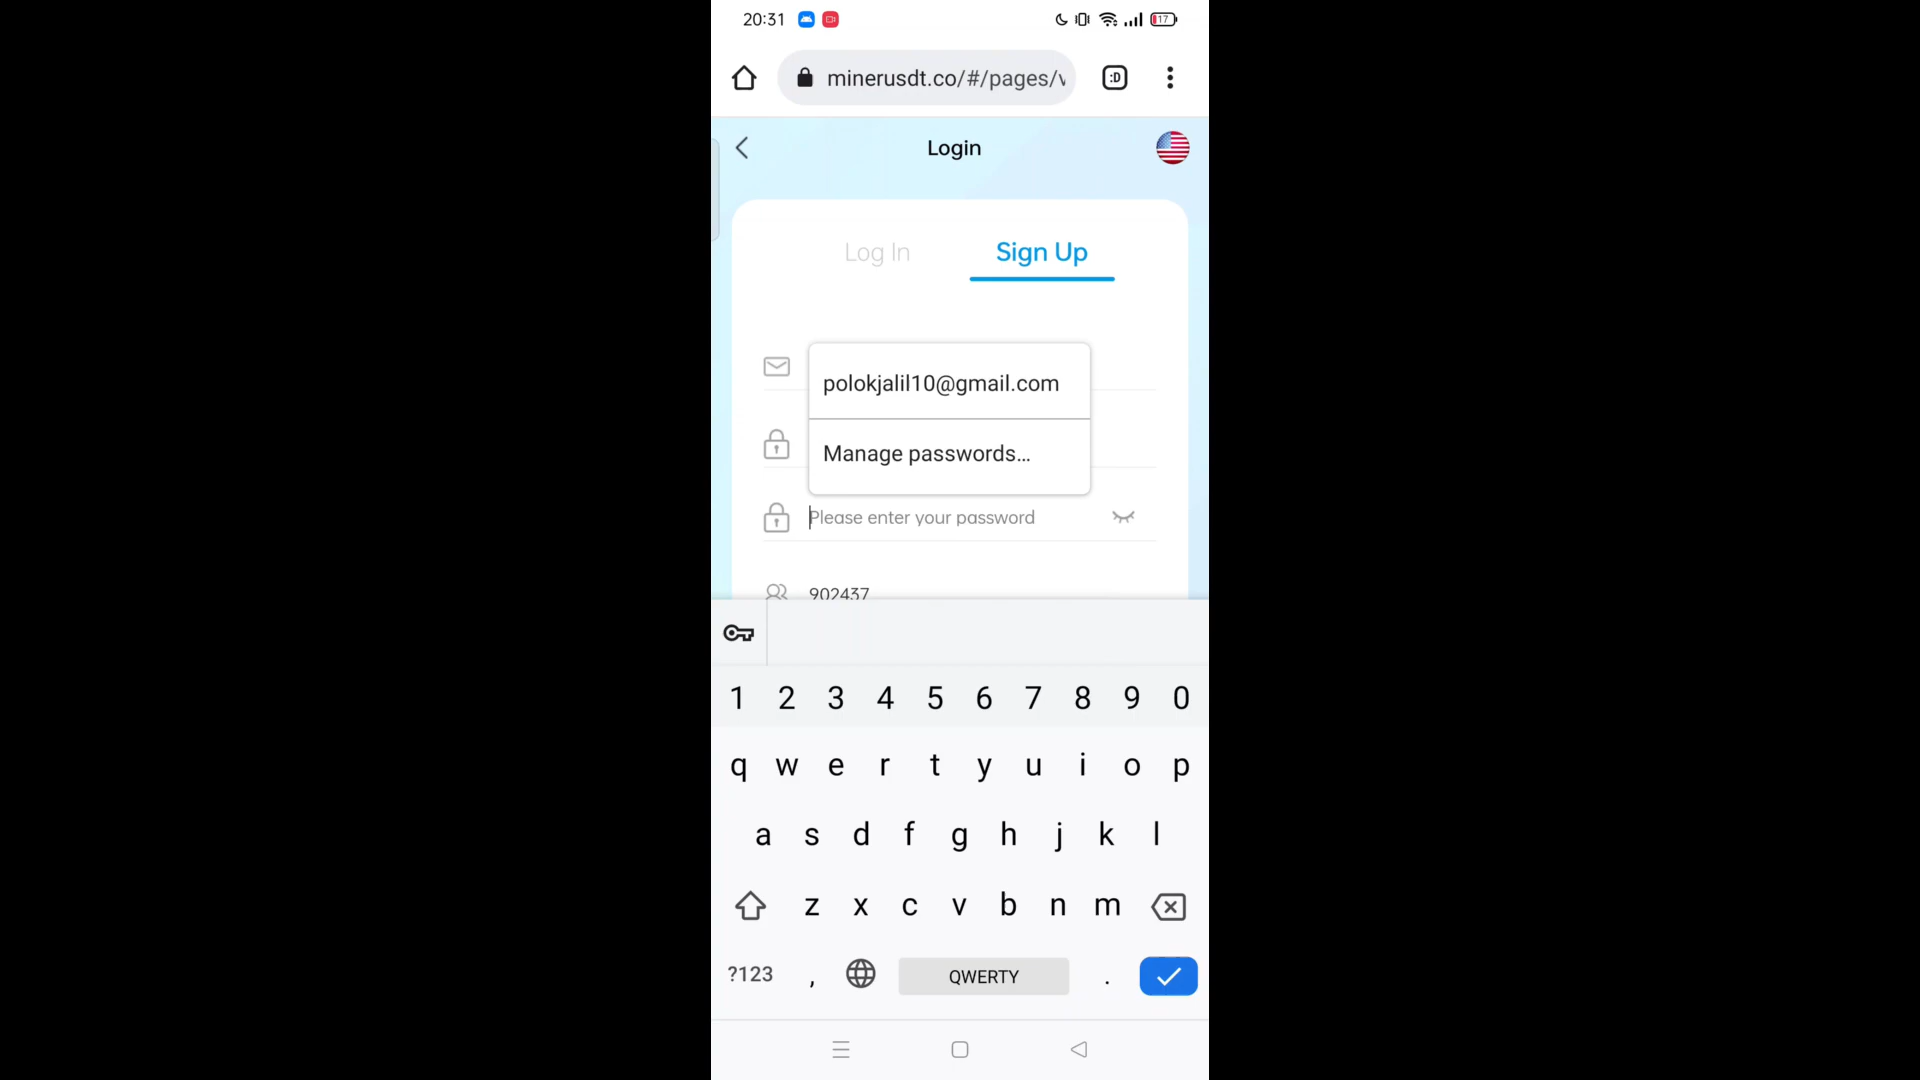 20:31
17
minerusdt.co/#/pages/v
:D
Login
Log In
Sign Up
polokjalil10@gmail.com
Manage passwords...
Please enter your password
902437
1 2 3 4 5 6 7 8 9 0
q w e r t y u i o p
a s d f g h j k l
z x c v b n m
?123 , QWERTY .